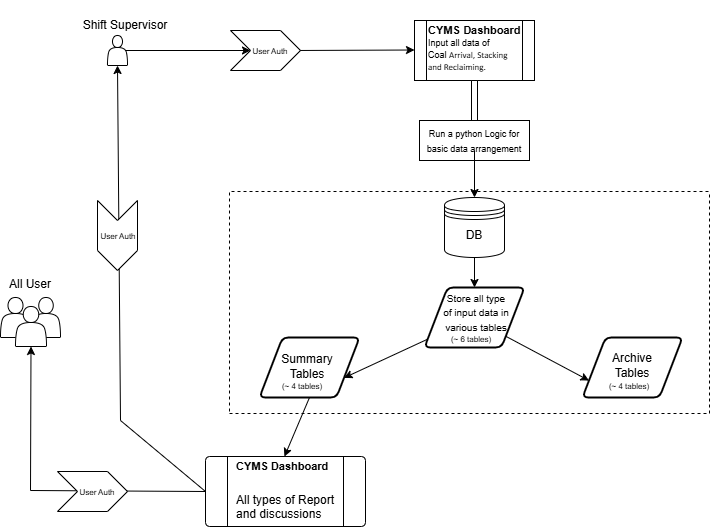 Shift Supervisor
User Auth
CYMS Dashboard
Input all data of
Coal Arrival, Stacking
and Reclaiming.
Run a python Logic for
basic data arrangement
DB
Store all type
of input data in
various tables
(~ 6 tables)
Summary
Tables
(~ 4 tables)
Archive
Tables
(~ 4 tables)
User Auth
All User
User Auth
CYMS Dashboard
All types of Report
and discussions